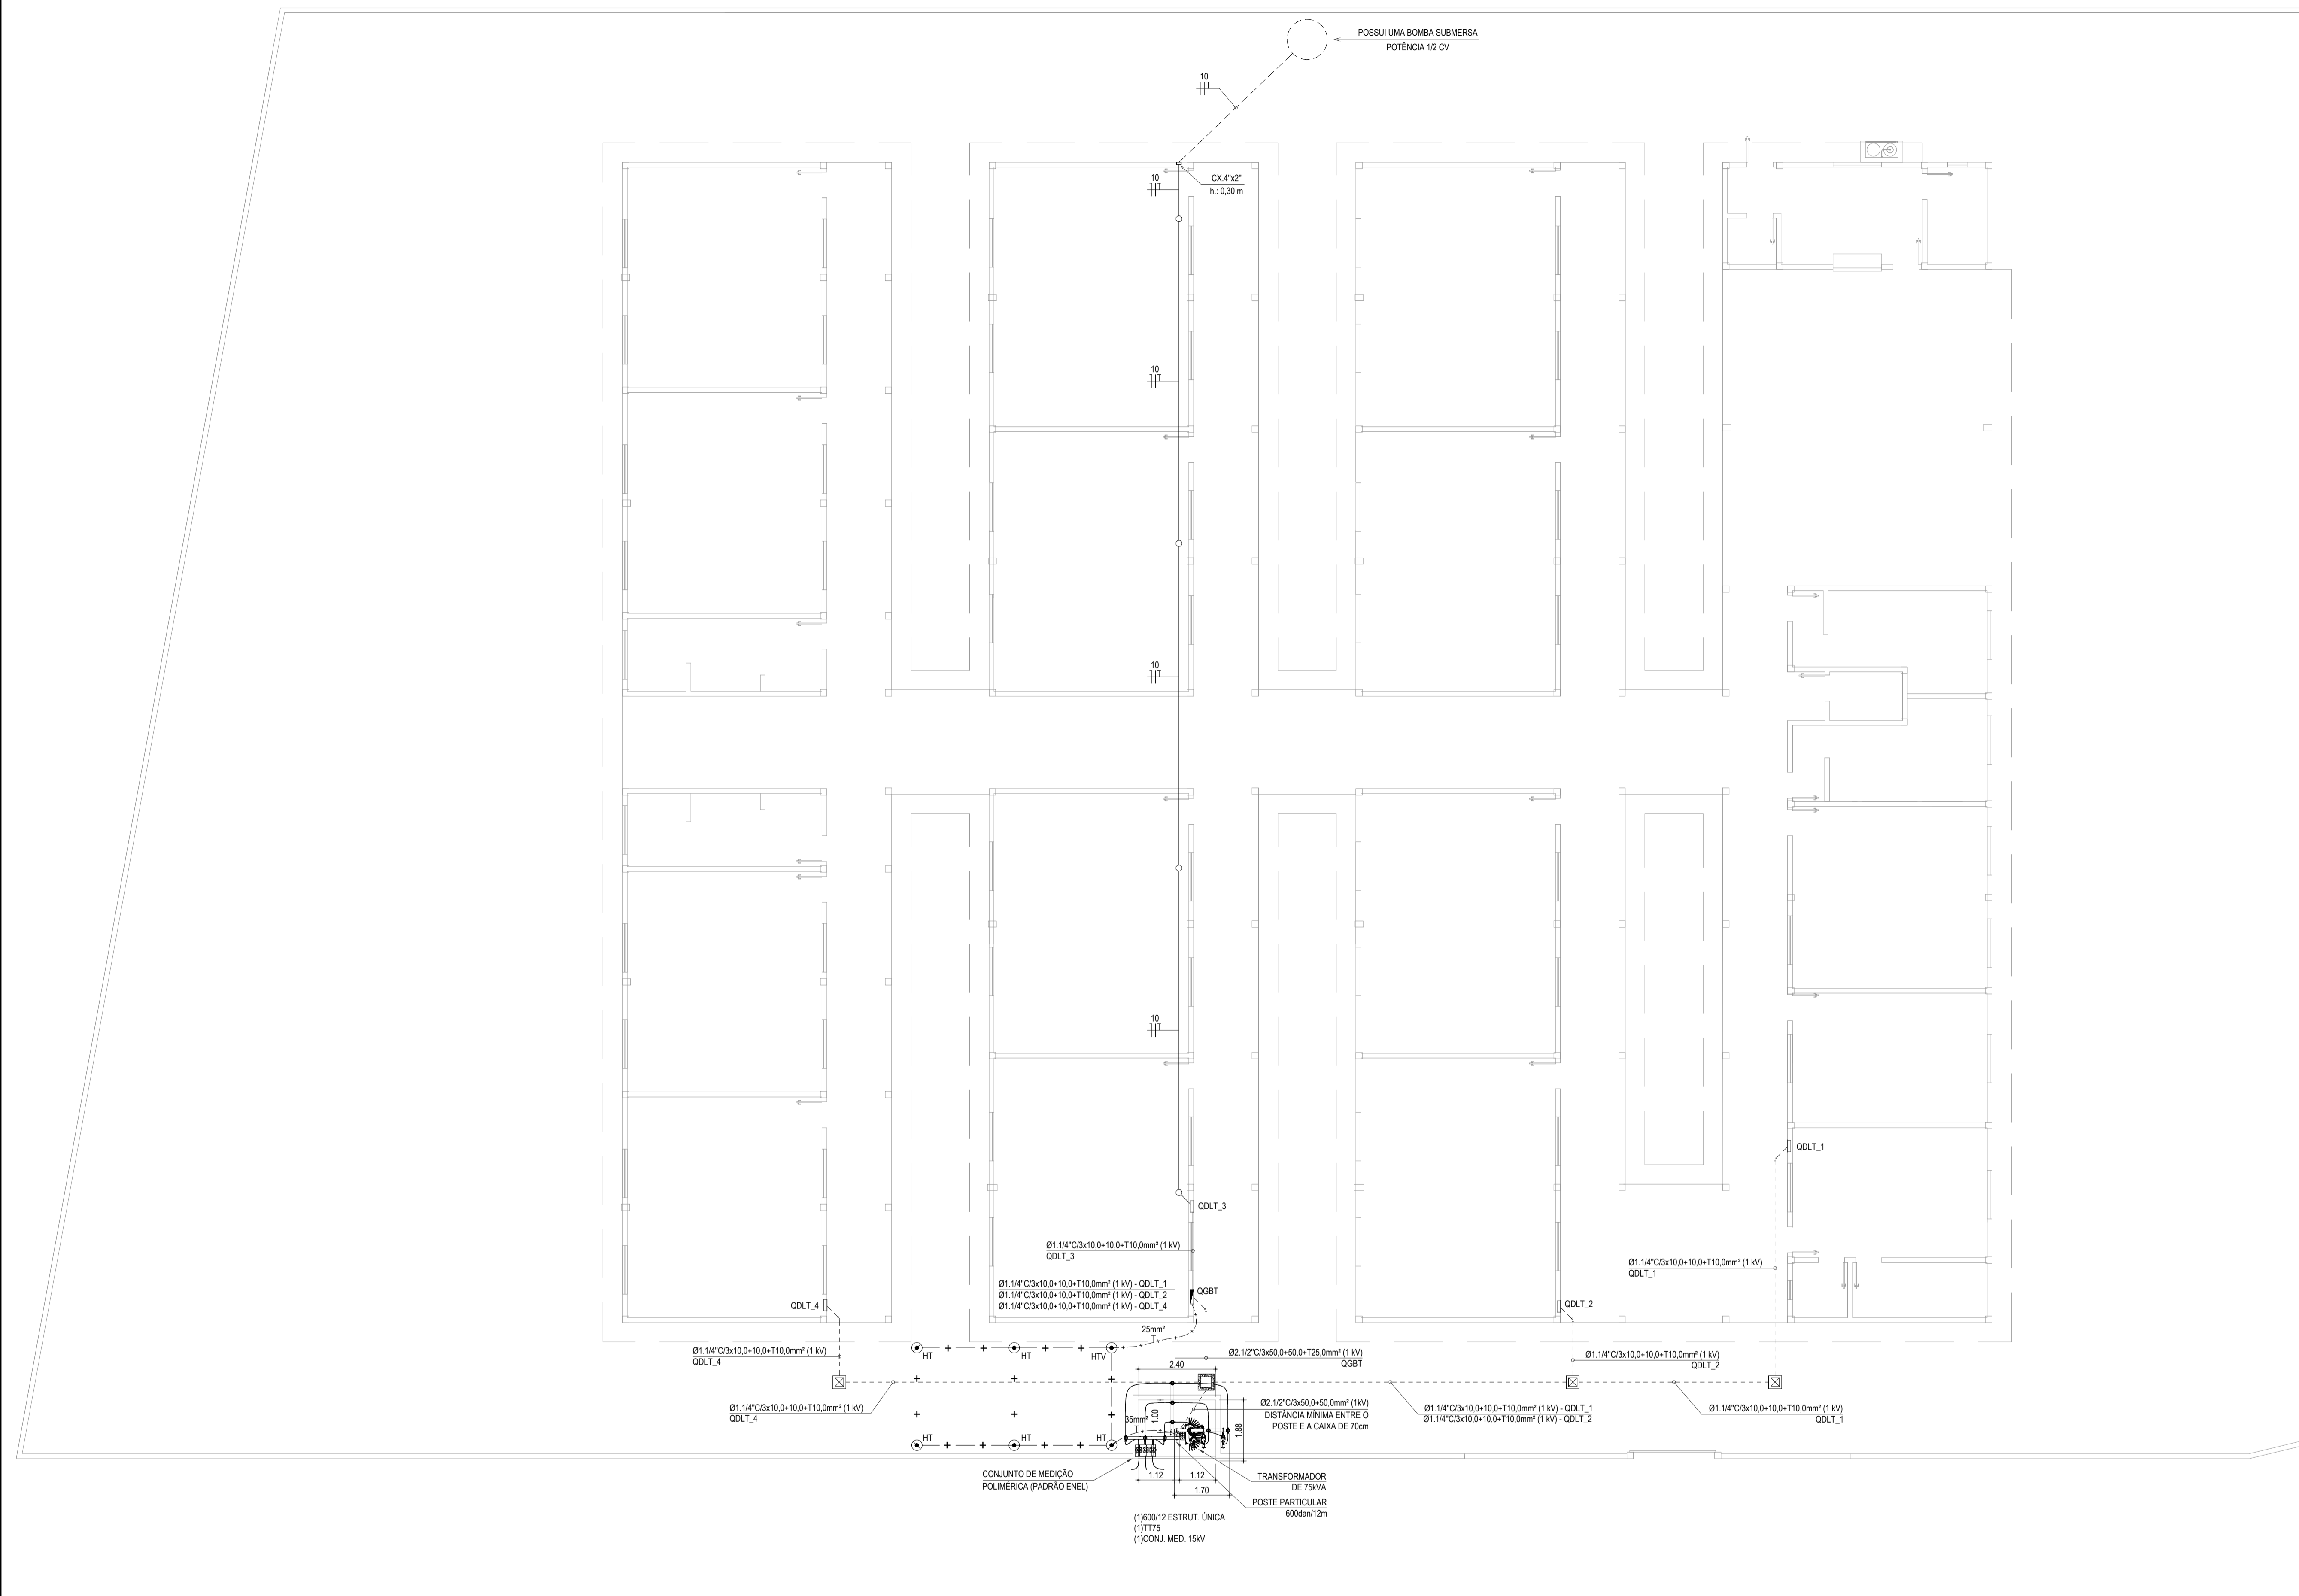 POSSUI UMA BOMBA SUBMERSA
POTÊNCIA 1/2 CV
10
T
10
T
CX.4"x2"
h.: 0,30 m
10
T
10
T
10
T
QDLT_1
QDLT_3
Ø1.1/4"C/3x10,0+10,0+T10,0mm² (1 kV)
QDLT_3
Ø1.1/4"C/3x10,0+10,0+T10,0mm² (1 kV)
QDLT_1
Ø1.1/4"C/3x10,0+10,0+T10,0mm² (1 kV) - QDLT_1
Ø1.1/4"C/3x10,0+10,0+T10,0mm² (1 kV) - QDLT_2
Ø1.1/4"C/3x10,0+10,0+T10,0mm² (1 kV) - QDLT_4
QGBT
QDLT_4
QDLT_2
25mm²
T
Ø1.1/4"C/3x10,0+10,0+T10,0mm² (1 kV)
QDLT_4
HT
HT
HTV
Ø2.1/2"C/3x50,0+50,0+T25,0mm² (1 kV)
QGBT
Ø1.1/4"C/3x10,0+10,0+T10,0mm² (1 kV)
QDLT_2
2.40
Ø1.1/4"C/3x10,0+10,0+T10,0mm² (1 kV)
QDLT_4
35mm²
T
1.00
1.88
Ø2.1/2"C/3x50,0+50,0mm² (1kV)
DISTÂNCIA MÍNIMA ENTRE O
POSTE E A CAIXA DE 70cm
Ø1.1/4"C/3x10,0+10,0+T10,0mm² (1 kV) - QDLT_1
Ø1.1/4"C/3x10,0+10,0+T10,0mm² (1 kV) - QDLT_2
Ø1.1/4"C/3x10,0+10,0+T10,0mm² (1 kV)
QDLT_1
HT
HT
HT
CONJUNTO DE MEDIÇÃO
POLIMÉRICA (PADRÃO ENEL)
1.12
1.12
1.70
TRANSFORMADOR
DE 75kVA
POSTE PARTICULAR
600dan/12m
(1)600/12 ESTRUT. ÚNICA
(1)TT75
(1)CONJ. MED. 15kV